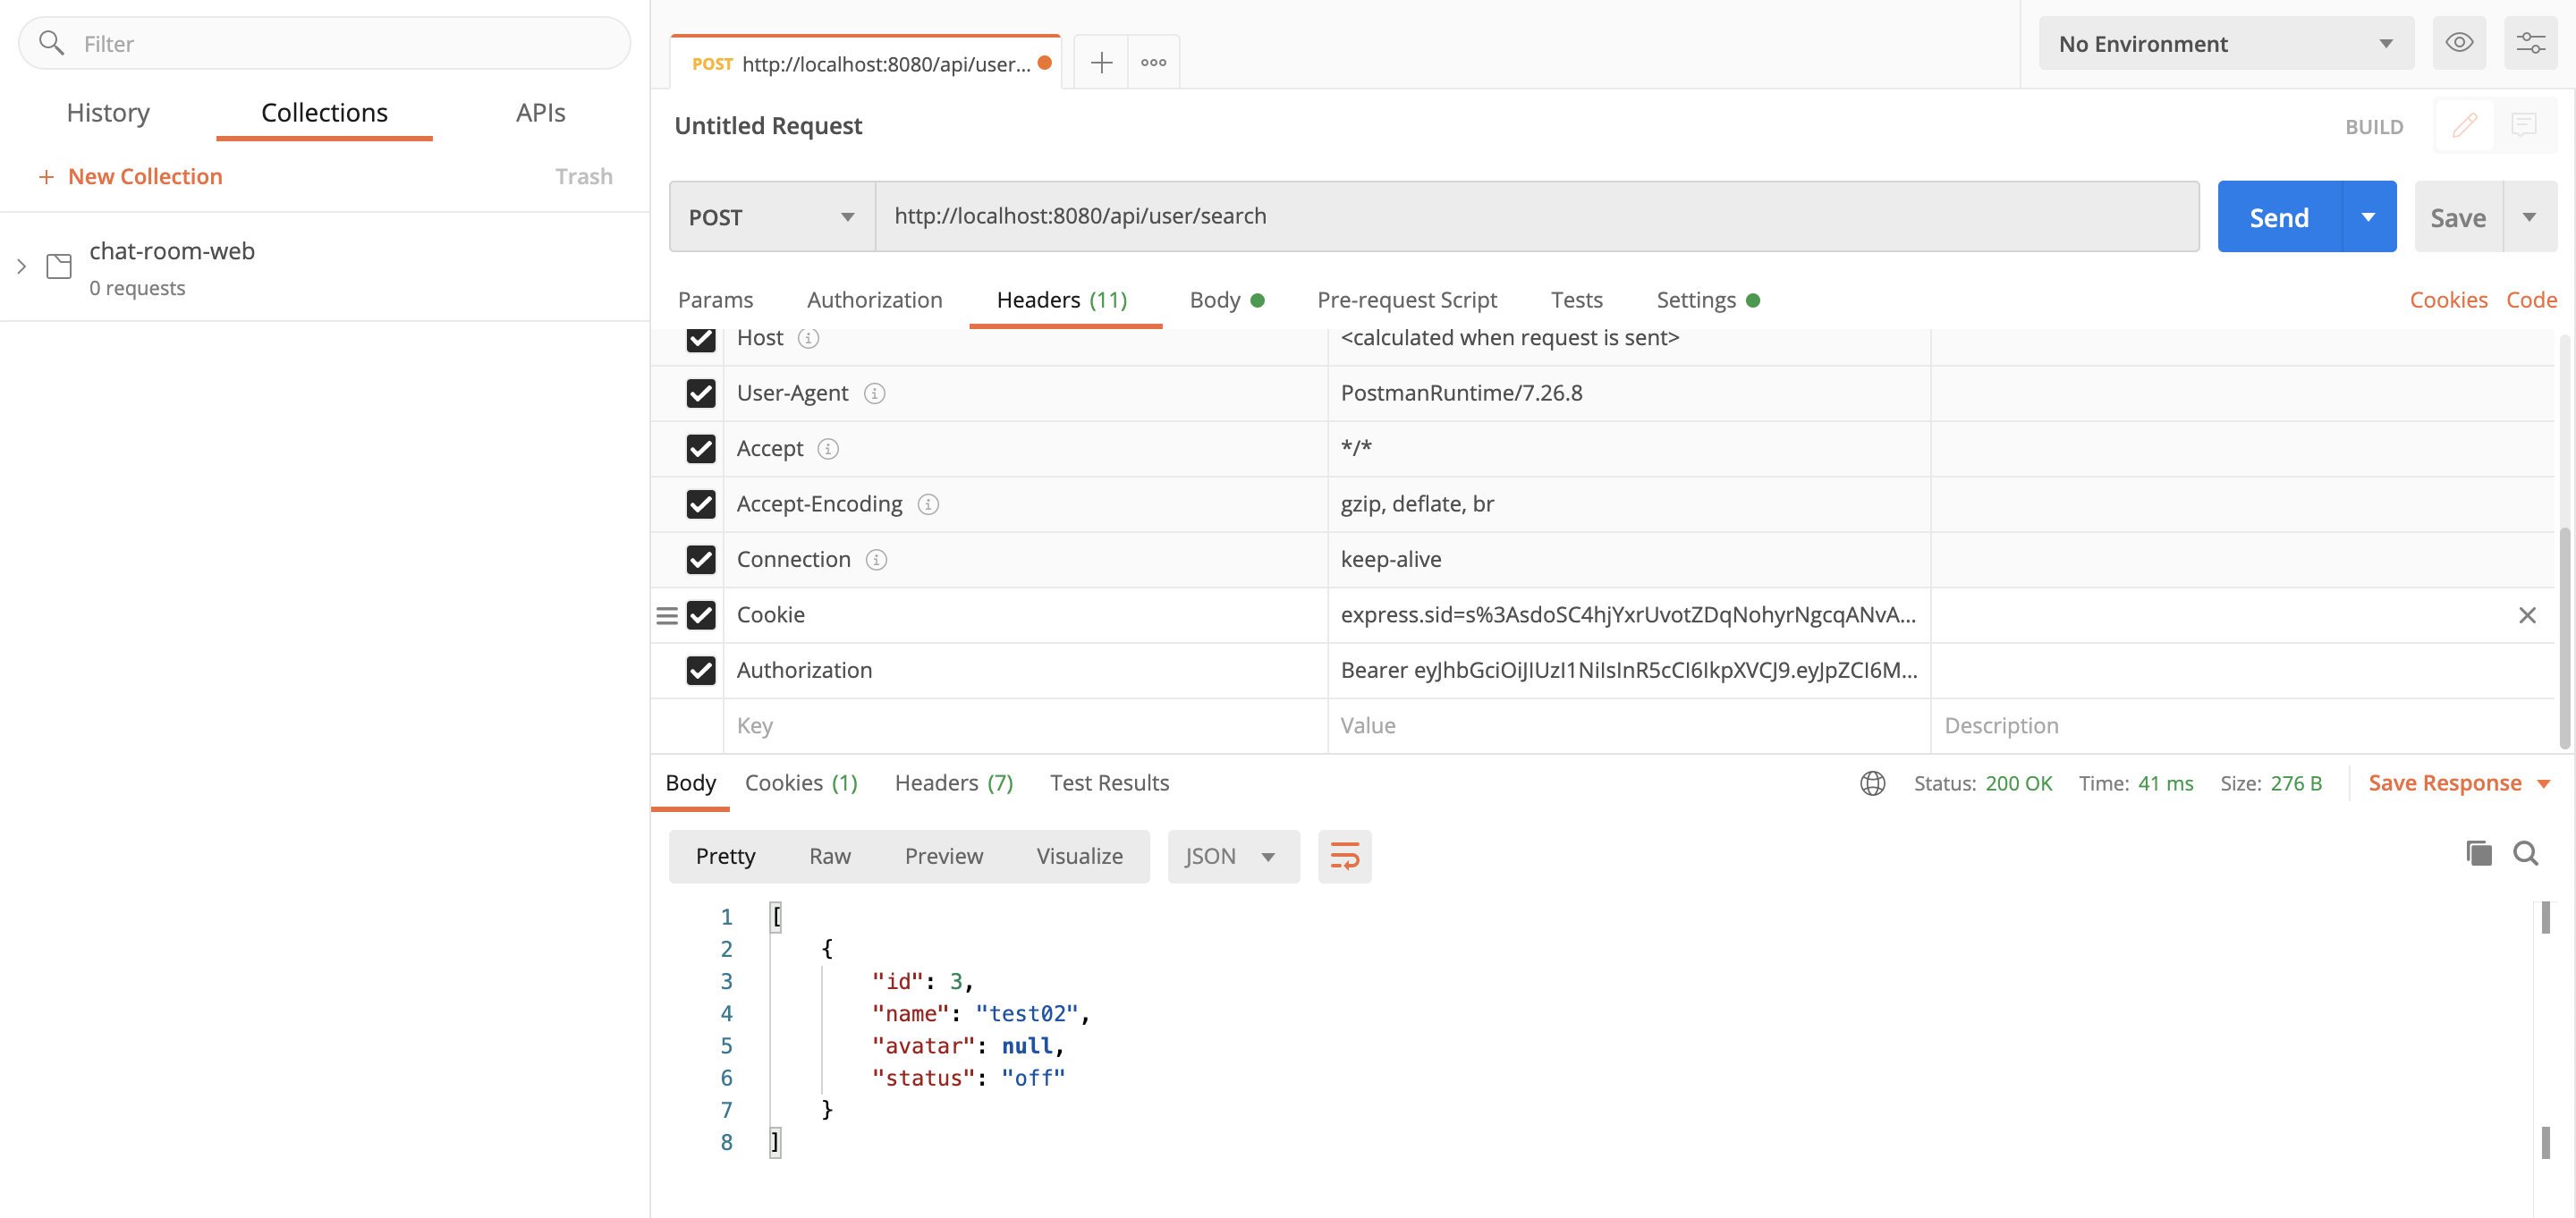 Filter
History Collections APIs
+ New Collection Trash
chat-room-web
0 requests
POST http://localhost:8080/api/user...
No Environment
Untitled Request
BUILD
POST http://localhost:8080/api/user/search Send Save
Params Authorization Headers (11) Body Pre-request Script Tests Settings Cookies Code
Host <calculated when request is sent>
User-Agent PostmanRuntime/7.26.8
Accept */*
Accept-Encoding gzip, deflate, br
Connection keep-alive
Cookie express.sid=s%3AsdoSC4hjYxrUvotZDqNohyrNgcqANvA...
Authorization Bearer eyJhbGciOiJIUzI1NiIsInR5cCI6IkpXVCJ9.eyJpZCI6M...
Key Value Description
Body Cookies (1) Headers (7) Test Results Status: 200 OK Time: 41 ms Size: 276 B Save Response
Pretty Raw Preview Visualize JSON
1 [
2 {
3 "id": 3,
4 "name": "test02",
5 "avatar": null,
6 "status": "off"
7 }
8 ]